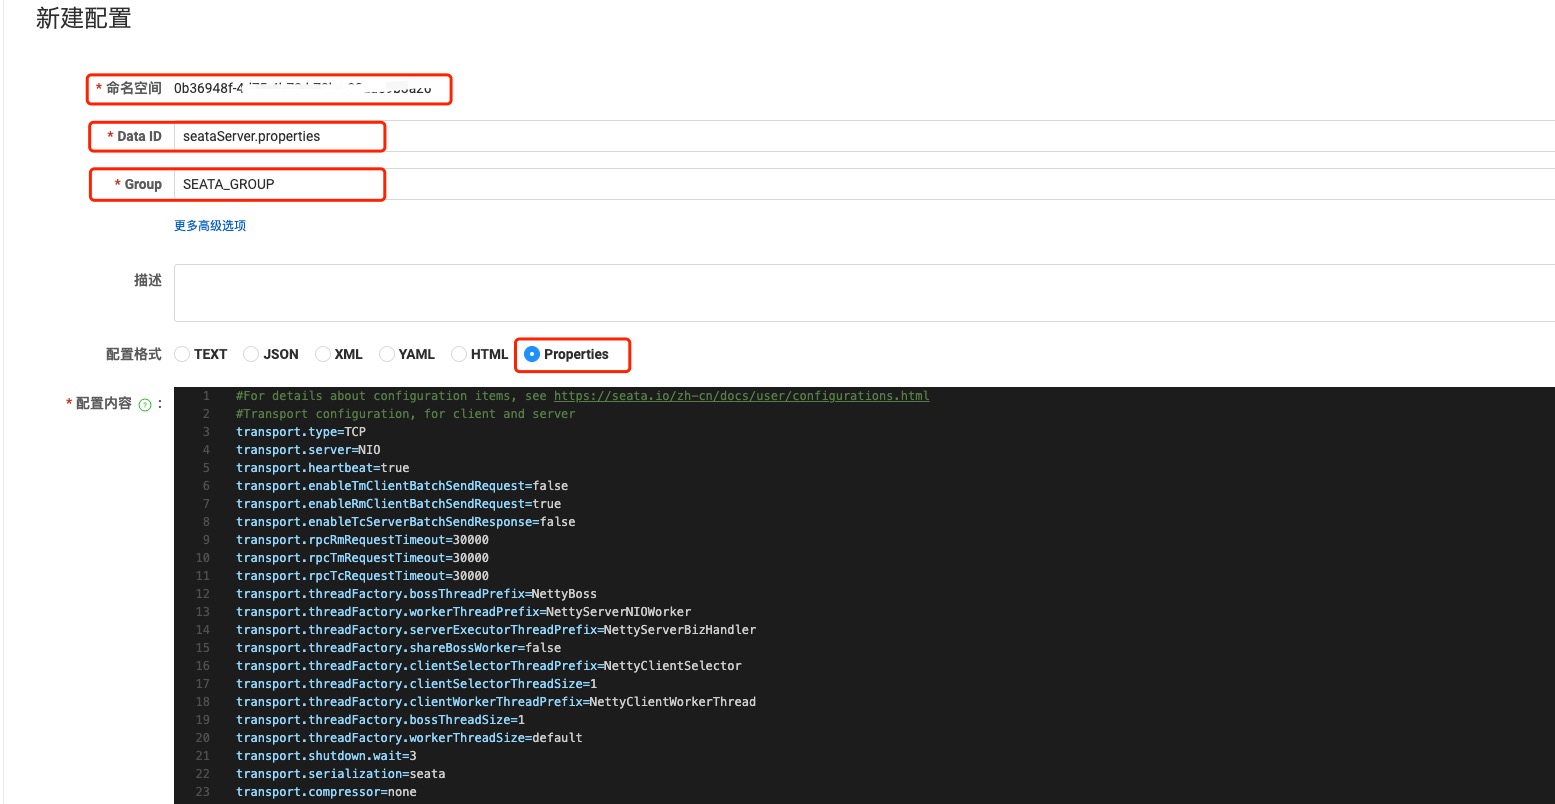 新建配置
* 命名空间 0b36948f-4
* Data ID seataServer.properties
* Group SEATA_GROUP
更多高级选项
描述
配置格式 TEXT JSON XML YAML HTML Properties
* 配置内容 ? :
1 #For details about configuration items, see https://seata.io/zh-cn/docs/user/configurations.html
2 #Transport configuration, for client and server
3 transport.type=TCP
4 transport.server=NIO
5 transport.heartbeat=true
6 transport.enableTmClientBatchSendRequest=false
7 transport.enableRmClientBatchSendRequest=true
8 transport.enableTcServerBatchSendResponse=false
9 transport.rpcRmRequestTimeout=30000
10 transport.rpcTmRequestTimeout=30000
11 transport.rpcTcRequestTimeout=30000
12 transport.threadFactory.bossThreadPrefix=NettyBoss
13 transport.threadFactory.workerThreadPrefix=NettyServerNIOWorker
14 transport.threadFactory.serverExecutorThreadPrefix=NettyServerBizHandler
15 transport.threadFactory.shareBossWorker=false
16 transport.threadFactory.clientSelectorThreadPrefix=NettyClientSelector
17 transport.threadFactory.clientSelectorThreadSize=1
18 transport.threadFactory.clientWorkerThreadPrefix=NettyClientWorkerThread
19 transport.threadFactory.bossThreadSize=1
20 transport.threadFactory.workerThreadSize=default
21 transport.shutdown.wait=3
22 transport.serialization=seata
23 transport.compressor=none